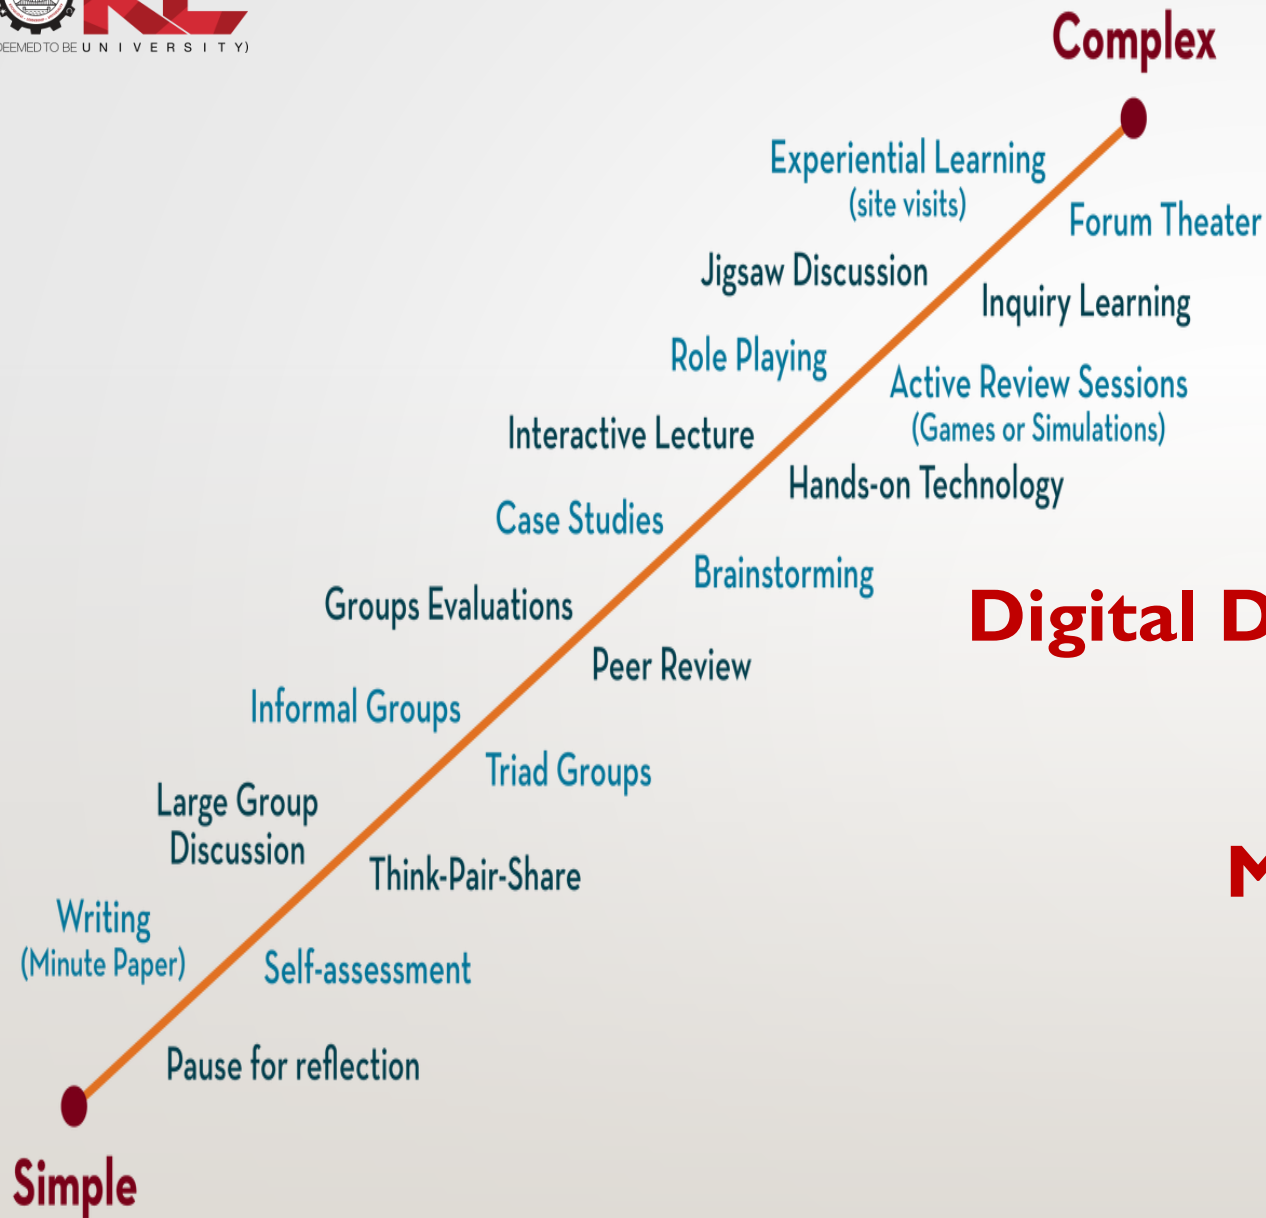 KL
DEEMED TO BE UNIVERSITY)
Complex
Experiential Learning
(site visits)
Forum Theater
Jigsaw Discussion
Inquiry Learning
Role Playing
Active Review Sessions
(Games or Simulations)
Interactive Lecture
Hands-on Technology
Case Studies
Brainstorming
Groups Evaluations
Digital D
Peer Review
Informal Groups
Triad Groups
Large Group
Discussion
M
Think-Pair-Share
Writing
(Minute Paper)
Self-assessment
Pause for reflection
Simple